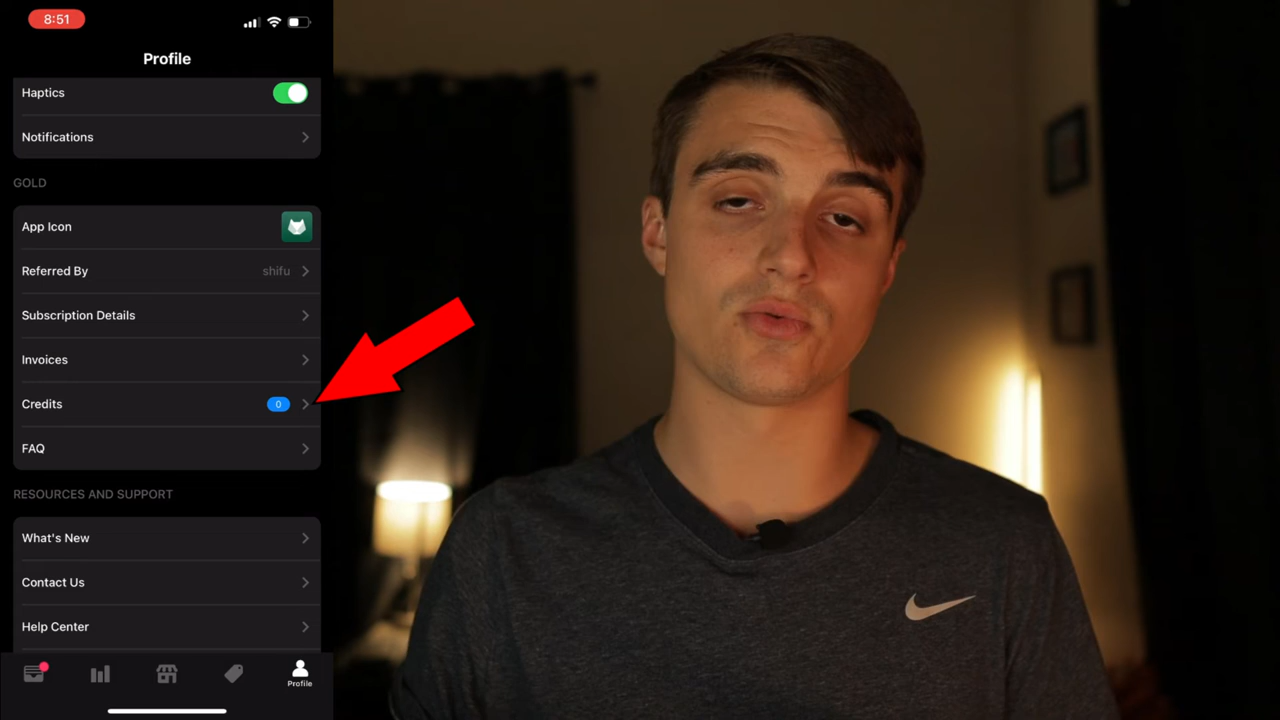 8:51
Profile
Haptics
Notifications
GOLD
App Icon
Referred By shifu
Subscription Details
Invoices
Credits 0
FAQ
RESOURCES AND SUPPORT
What's New
Contact Us
Help Center
Profile